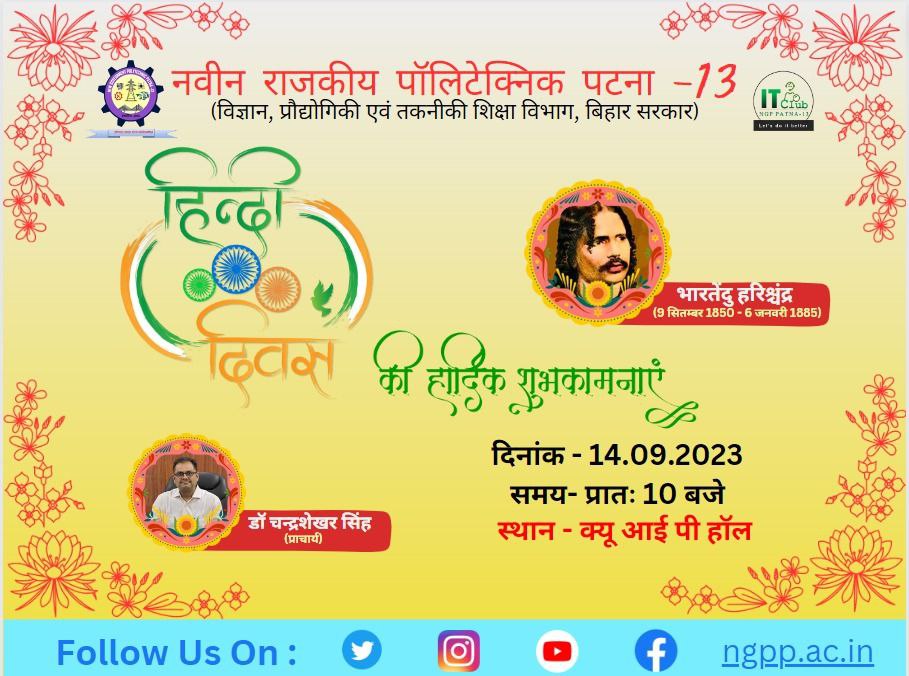 नवीन राजकीय पॉलिटेक्निक पटना -13
(विज्ञान, प्रौद्योगिकी एवं तकनीकी शिक्षा विभाग, बिहार सरकार)
IT Club
NGP PATNA-13
Let's do it better
हिन्दी
दिवस
भारतेंदु हरिश्चंद्र
(9 सितम्बर 1850 - 6 जनवरी 1885)
की हार्दिक शुभकामनाएं
दिनांक - 14.09.2023
समय- प्रातः 10 बजे
स्थान - क्यू आई पी हॉल
डॉ चन्द्रशेखर सिंह
(प्राचार्य)
Follow Us On :
ngpp.ac.in